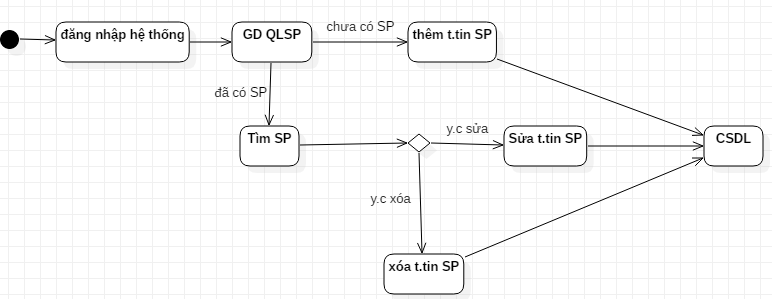 đăng nhập hệ thống
GD QLSP
chưa có SP
thêm t.tin SP
đã có SP
Tìm SP
y.c sửa
Sửa t.tin SP
CSDL
y.c xóa
xóa t.tin SP